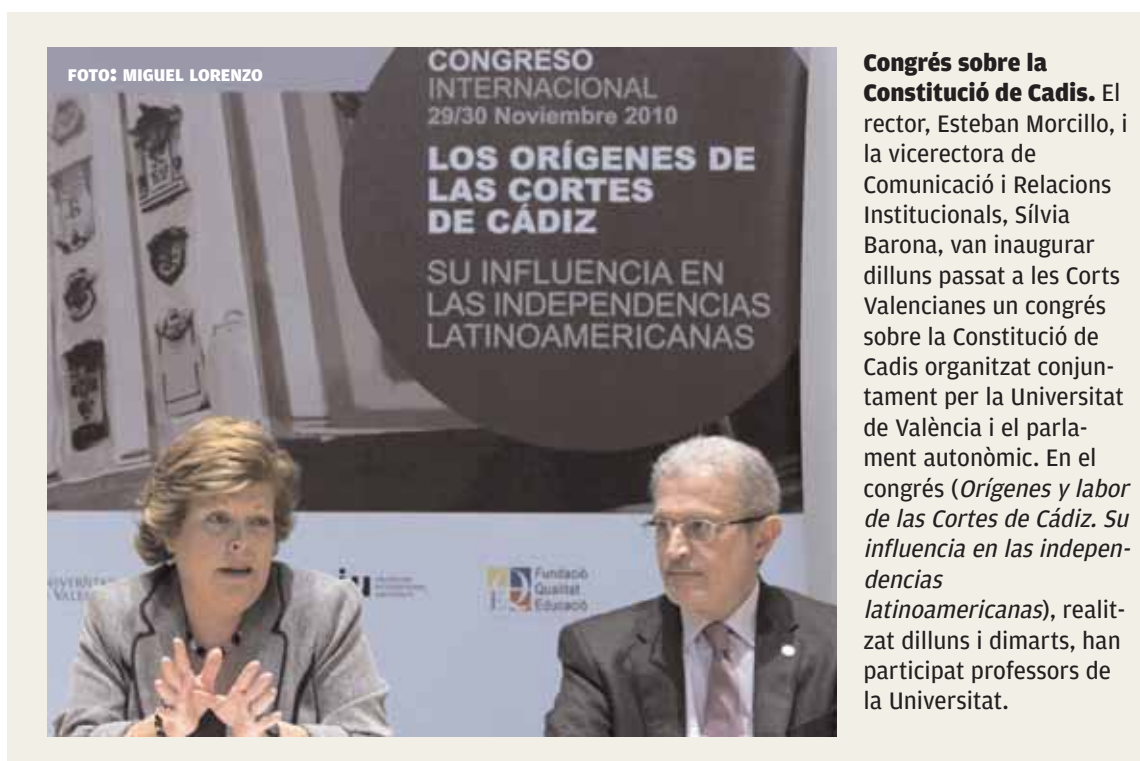 FOTO: MIGUEL LORENZO
CONGRESO
INTERNACIONAL
29/30 Noviembre 2010
LOS ORÍGENES DE
LAS CORTES
DE CÁDIZ
SU INFLUENCIA EN
LAS INDEPENDENCIAS
LATINOAMERICANAS
Fundació
Qualitat
Educació
Congrés sobre la
Constitució de Cadis. El
rector, Esteban Morcillo, i
la vicerectora de
Comunicació i Relacions
Institucionals, Sílvia
Barona, van inaugurar
dilluns passat a les Corts
Valencianes un congrés
sobre la Constitució de
Cadis organitzat conjun-
tament per la Universitat
de València i el parla-
ment autonòmic. En el
congrés (Orígenes y labor
de las Cortes de Cádiz. Su
influencia en las indepen-
dencias
latinoamericanas), realit-
zat dilluns i dimarts, han
participat professors de
la Universitat.